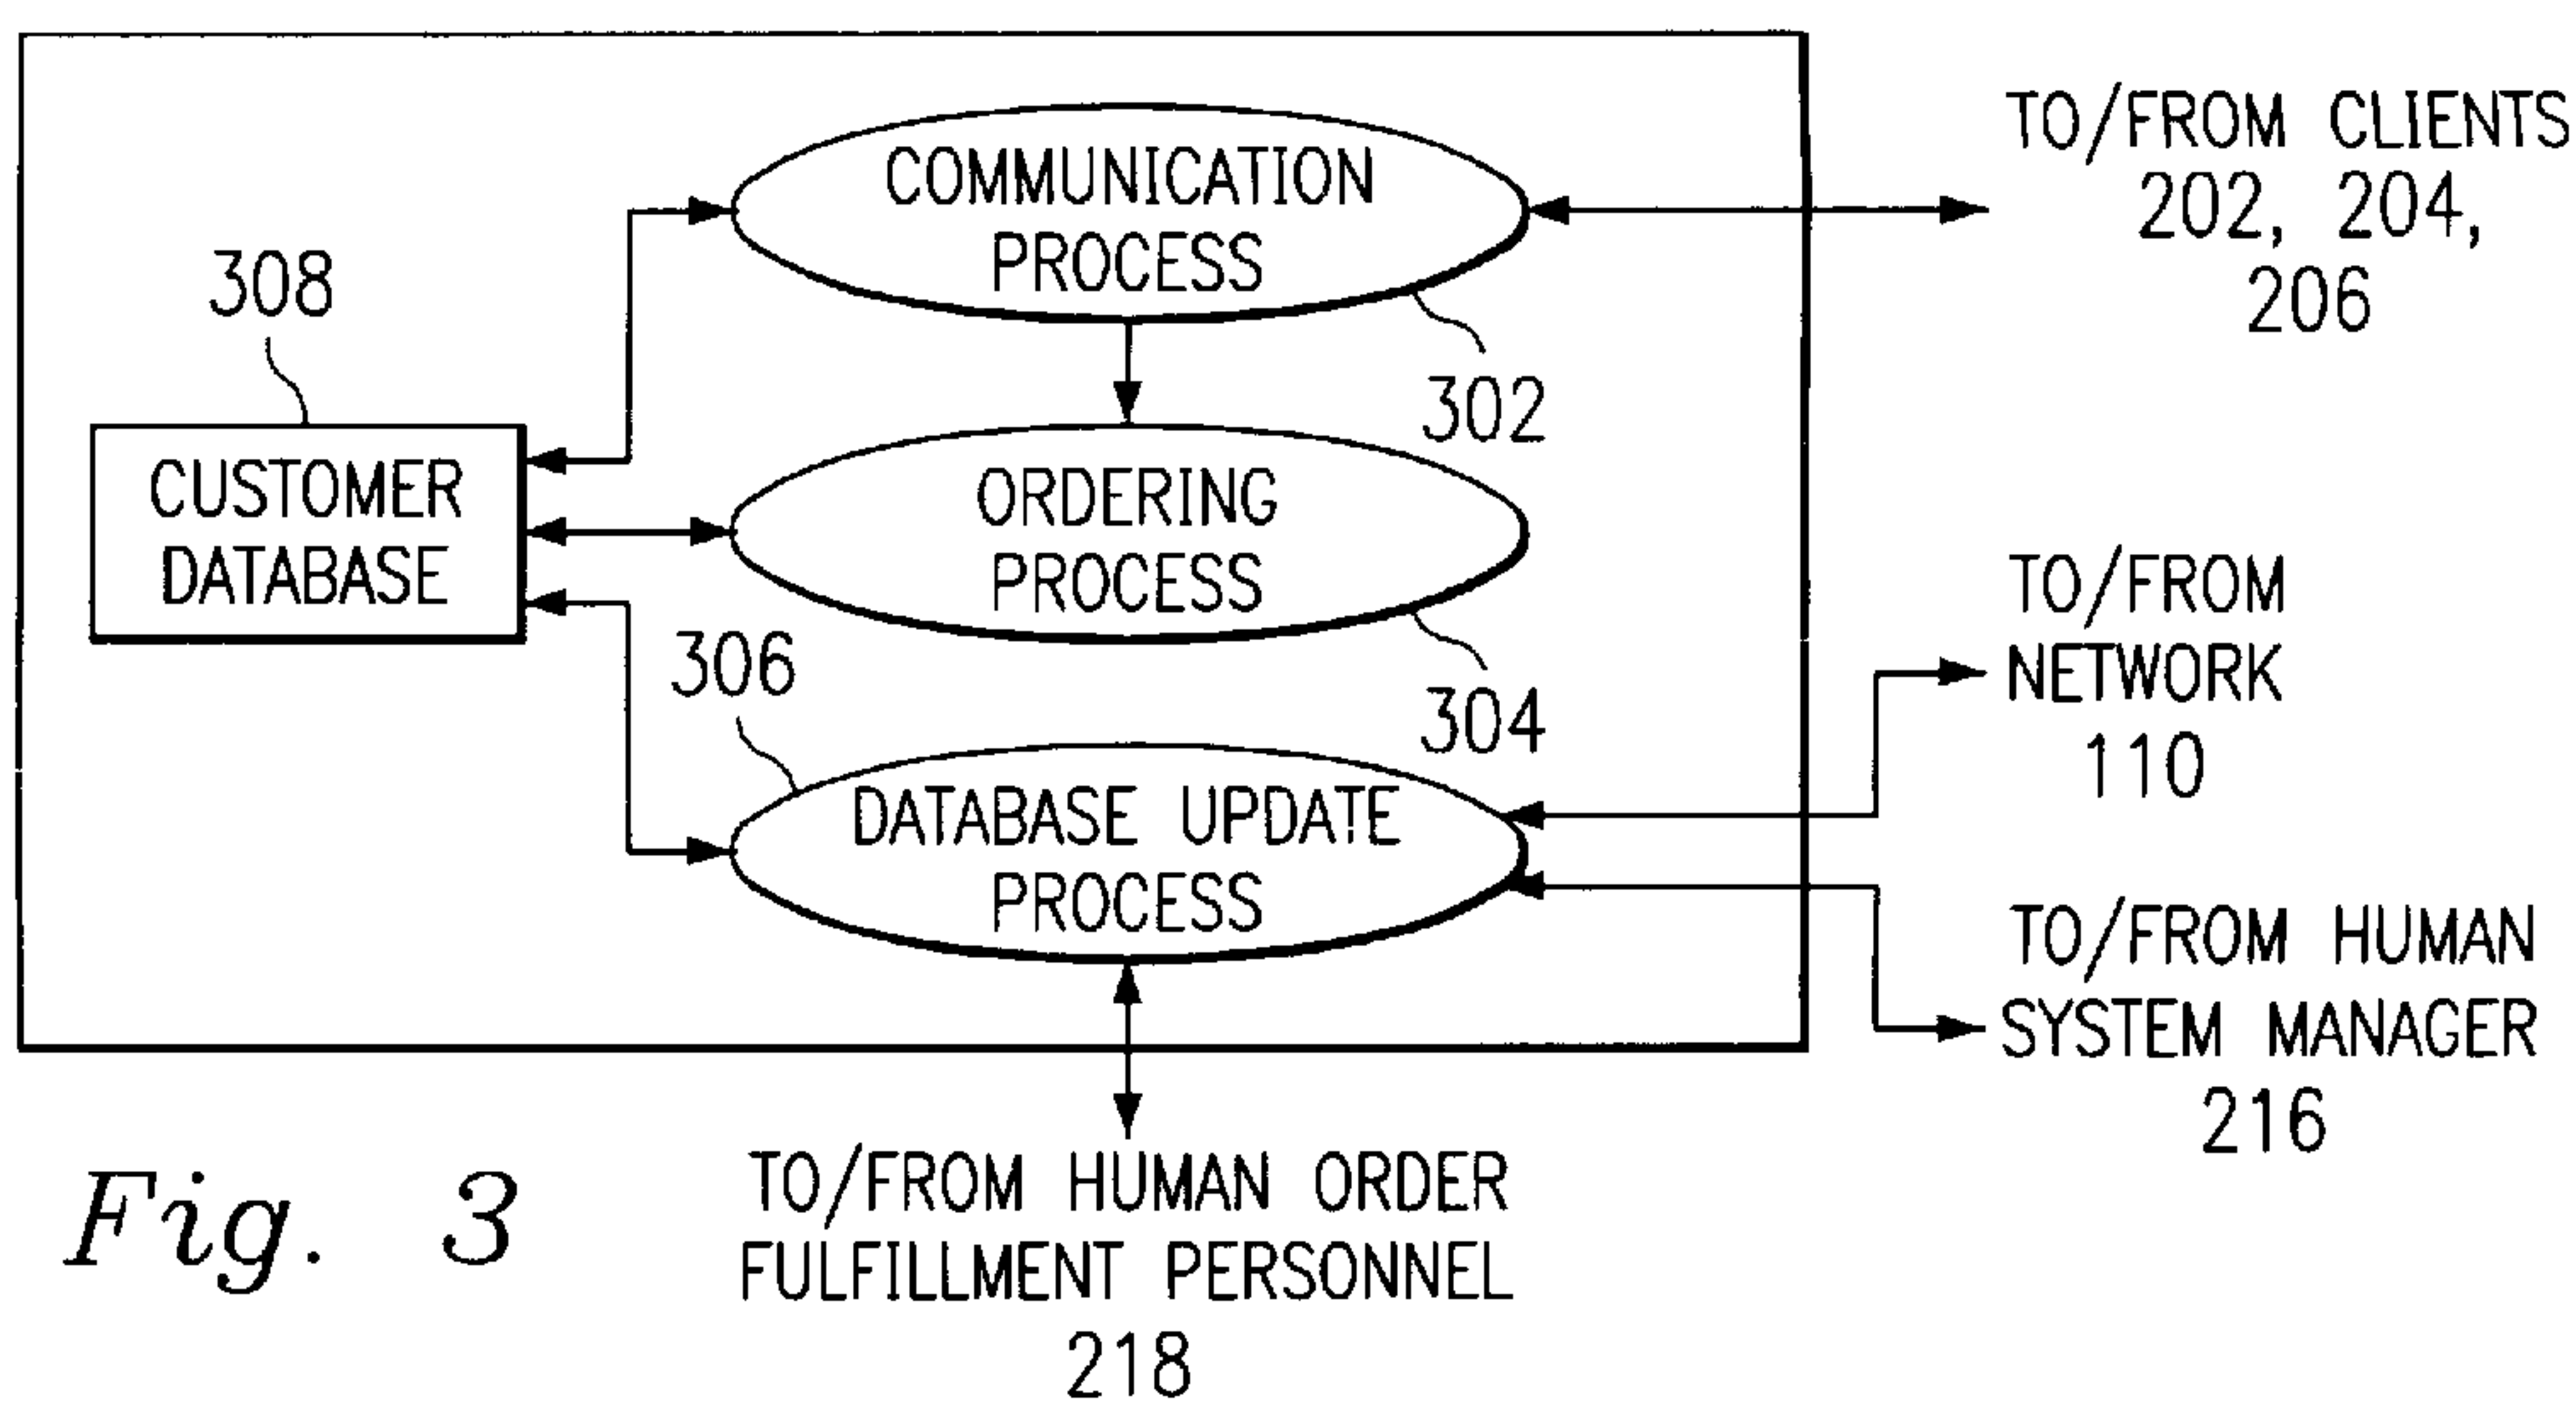 COMMUNICATION
PROCESS
302
TO/FROM CLIENTS
202, 204,
206
308
CUSTOMER
DATABASE
ORDERING
PROCESS
304
TO/FROM
NETWORK
110
306
DATABASE UPDATE
PROCESS
TO/FROM HUMAN
SYSTEM MANAGER
216
TO/FROM HUMAN ORDER
FULFILLMENT PERSONNEL
218
Fig. 3